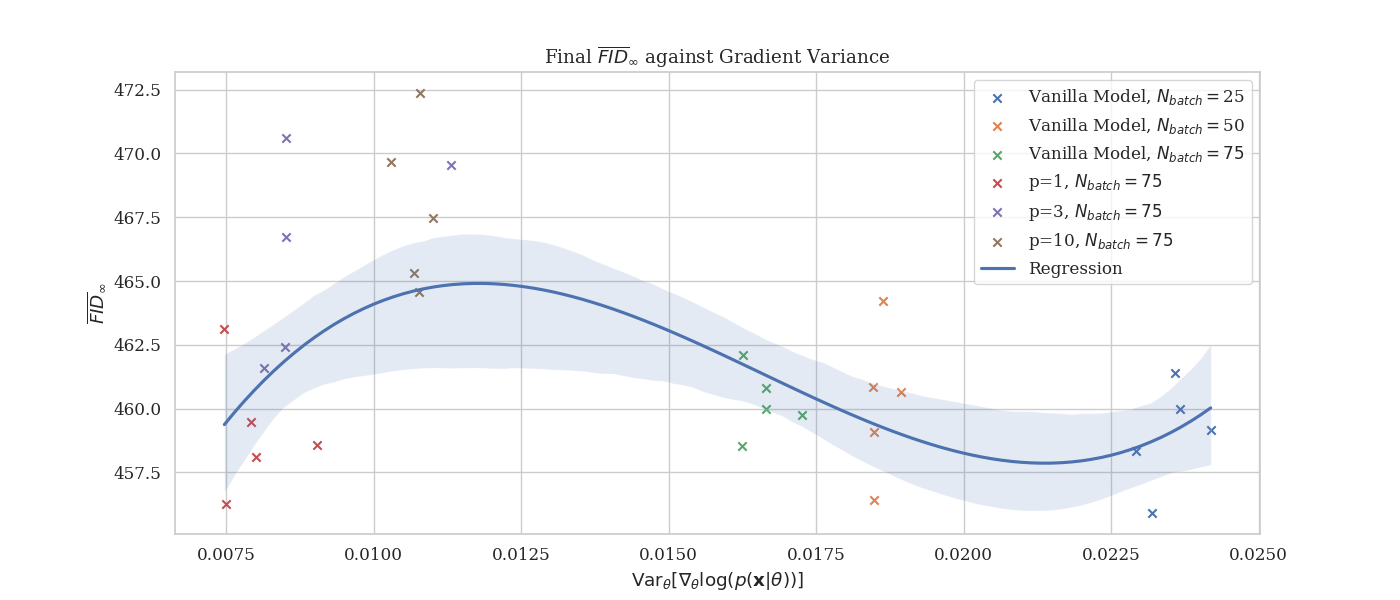 Final $\overline{FID}_\infty$ against Gradient Variance
472.5
470.0
467.5
465.0
462.5
460.0
457.5
$\overline{FID}_\infty$
Vanilla Model, $N_{batch} = 25$
Vanilla Model, $N_{batch} = 50$
Vanilla Model, $N_{batch} = 75$
p=1, $N_{batch} = 75$
p=3, $N_{batch} = 75$
p=10, $N_{batch} = 75$
Regression
0.0075 0.0100 0.0125 0.0150 0.0175 0.0200 0.0225 0.0250
$\mathrm{Var}_\theta[\nabla_\theta \log(p(\mathbf{x}|\theta))]$